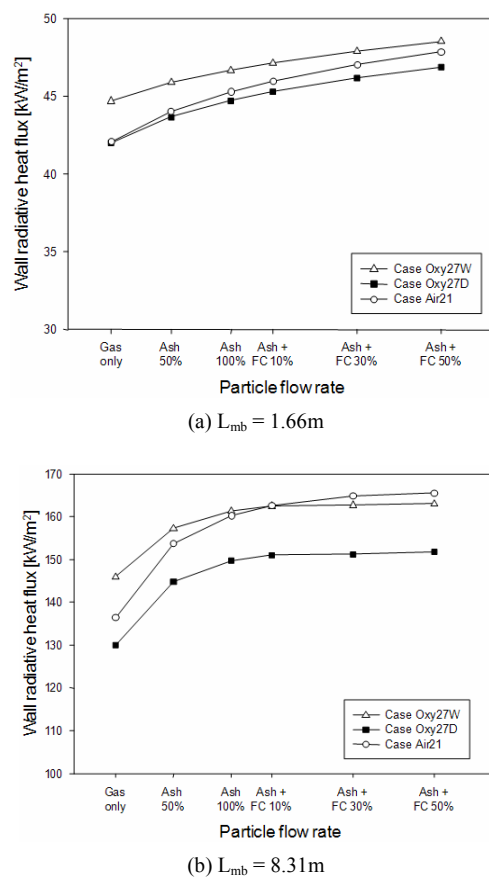 50
45
42
45
30
Wall radiative heat flux [kW/m²]
Case Oxy27W
Case Oxy27D
Case Air21
Gas only
Ash 50%
Ash 100%
Ash + FC 10%
Ash + FC 30%
Ash + FC 50%
Particle flow rate
(a) Lmb = 1.66m
170
160
150
140
130
120
110
100
Wall radiative heat flux [kW/m²]
Case Oxy27W
Case Oxy27D
Case Air21
Gas only
Ash 50%
Ash 100%
Ash + FC 10%
Ash + FC 30%
Ash + FC 50%
Particle flow rate
(b) Lmb = 8.31m